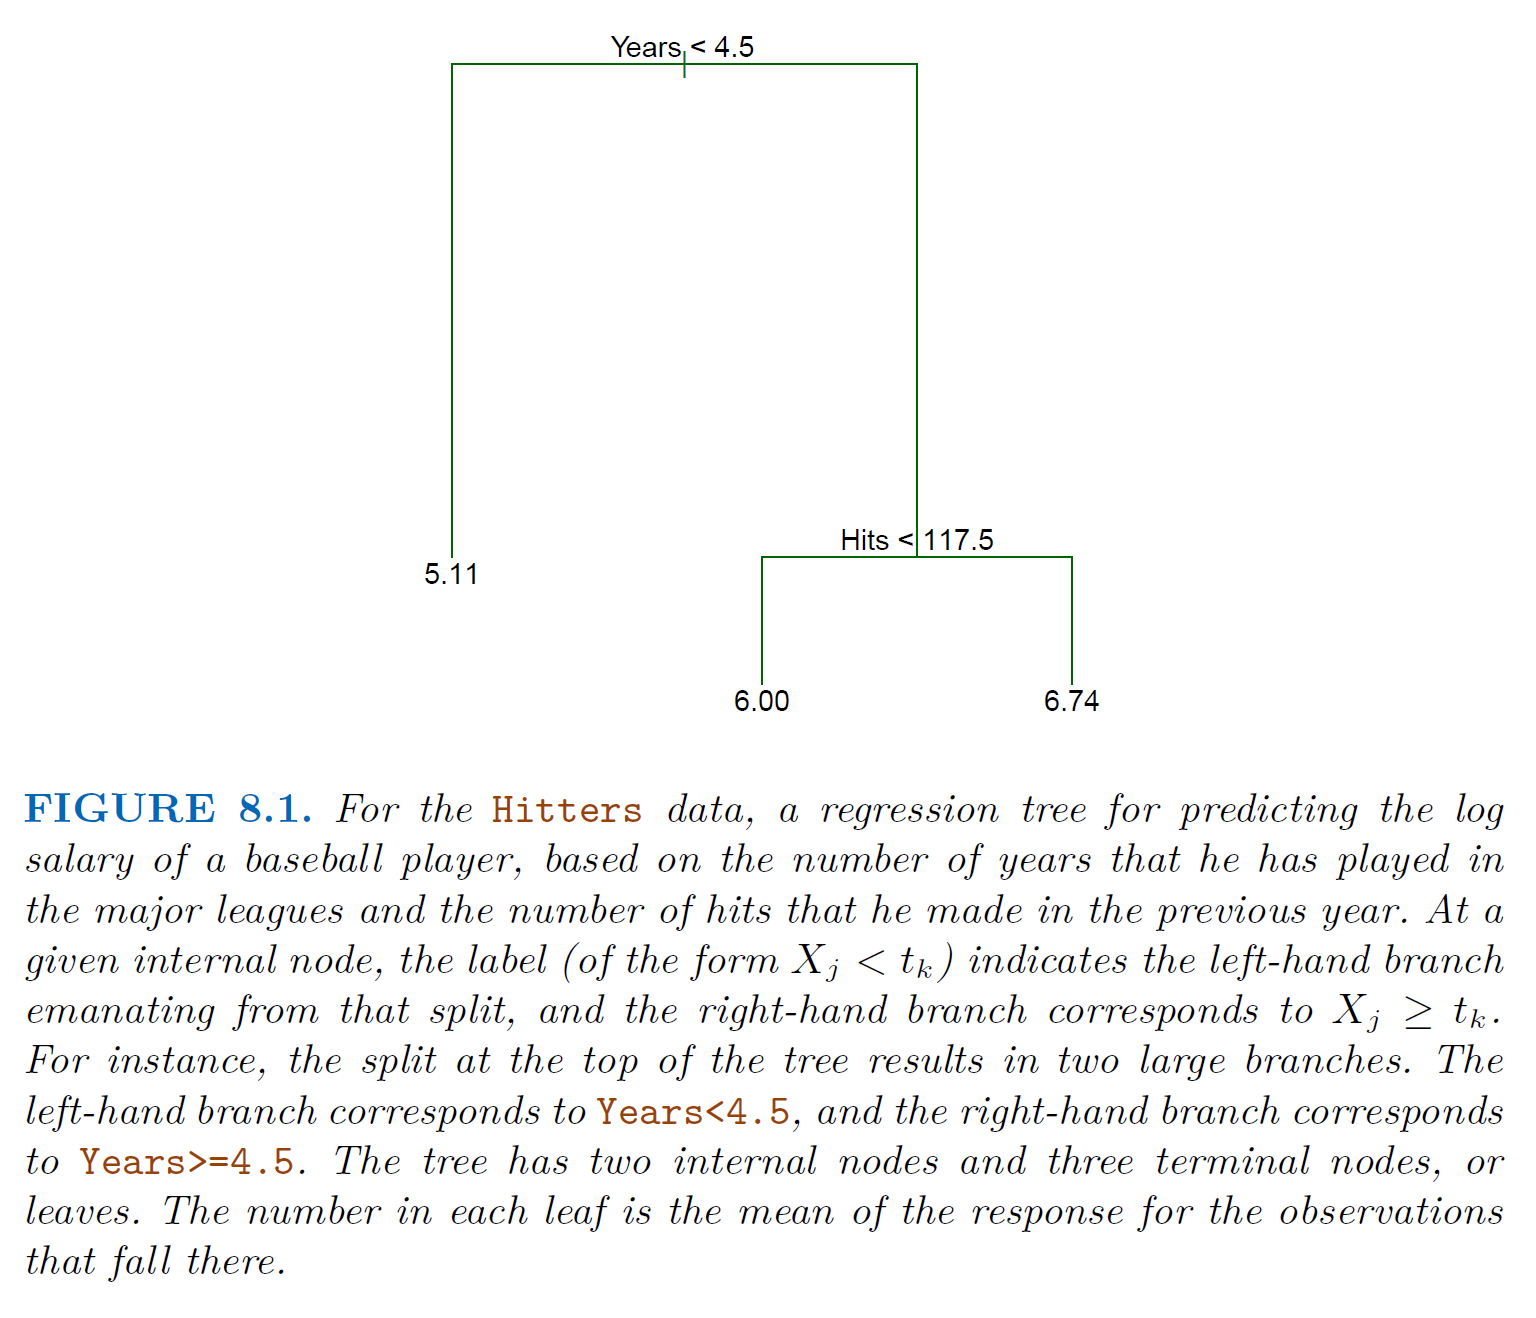 Years < 4.5
Hits < 117.5
5.11
6.00 6.74
FIGURE 8.1. For the Hitters data, a regression tree for predicting the log
salary of a baseball player, based on the number of years that he has played in
the major leagues and the number of hits that he made in the previous year. At a
given internal node, the label (of the form Xⱼ < tₖ) indicates the left-hand branch
emanating from that split, and the right-hand branch corresponds to Xⱼ ≥ tₖ.
For instance, the split at the top of the tree results in two large branches. The
left-hand branch corresponds to Years<4.5, and the right-hand branch corresponds
to Years>=4.5. The tree has two internal nodes and three terminal nodes, or
leaves. The number in each leaf is the mean of the response for the observations
that fall there.